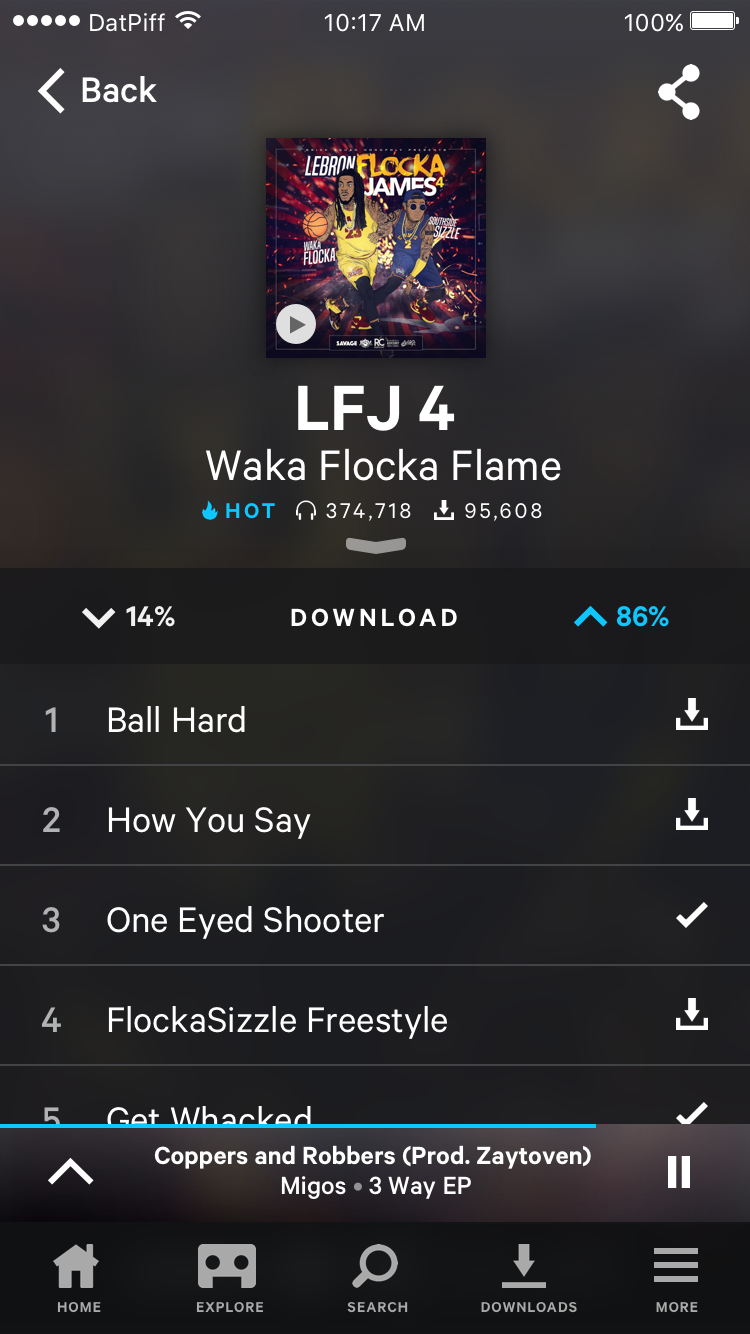 DatPiff 10:17 AM 100%
Back
LEBRON FLOCKA
JAMES 4
SOUTHSIDE
SIZZLE
WAKA
FLOCKA
SAVAGE RC
LFJ 4
Waka Flocka Flame
HOT 374,718 95,608
14% DOWNLOAD 86%
1 Ball Hard
2 How You Say
3 One Eyed Shooter
4 FlockaSizzle Freestyle
5 Get Whacked
Coppers and Robbers (Prod. Zaytoven)
Migos • 3 Way EP
HOME EXPLORE SEARCH DOWNLOADS MORE